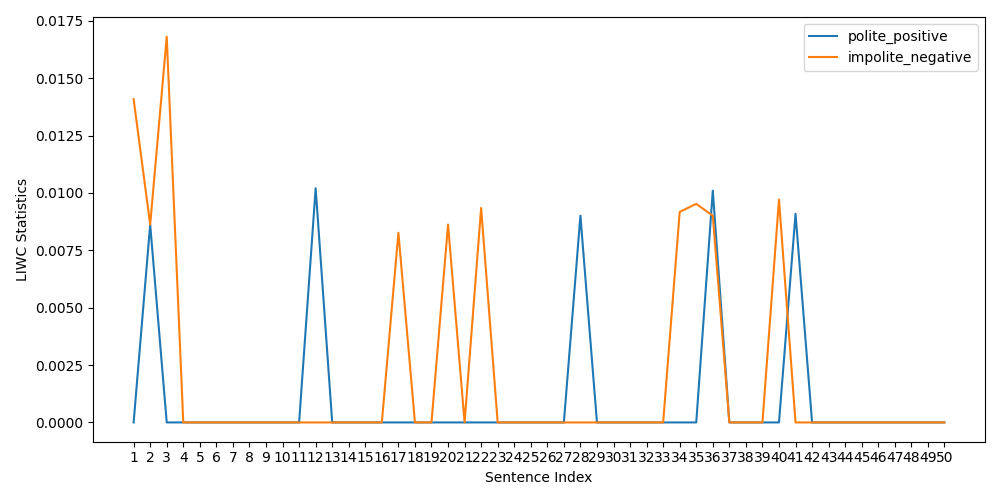 0.0175
0.0150
0.0125
0.0100
0.0075
0.0050
0.0025
0.0000
LIWC Statistics
polite_positive
impolite_negative
1 2 3 4 5 6 7 8 9 10 11 12 13 14 15 16 17 18 19 20 21 22 23 24 25 26 27 28 29 30 31 32 33 34 35 36 37 38 39 40 41 42 43 44 45 46 47 48 49 50
Sentence Index